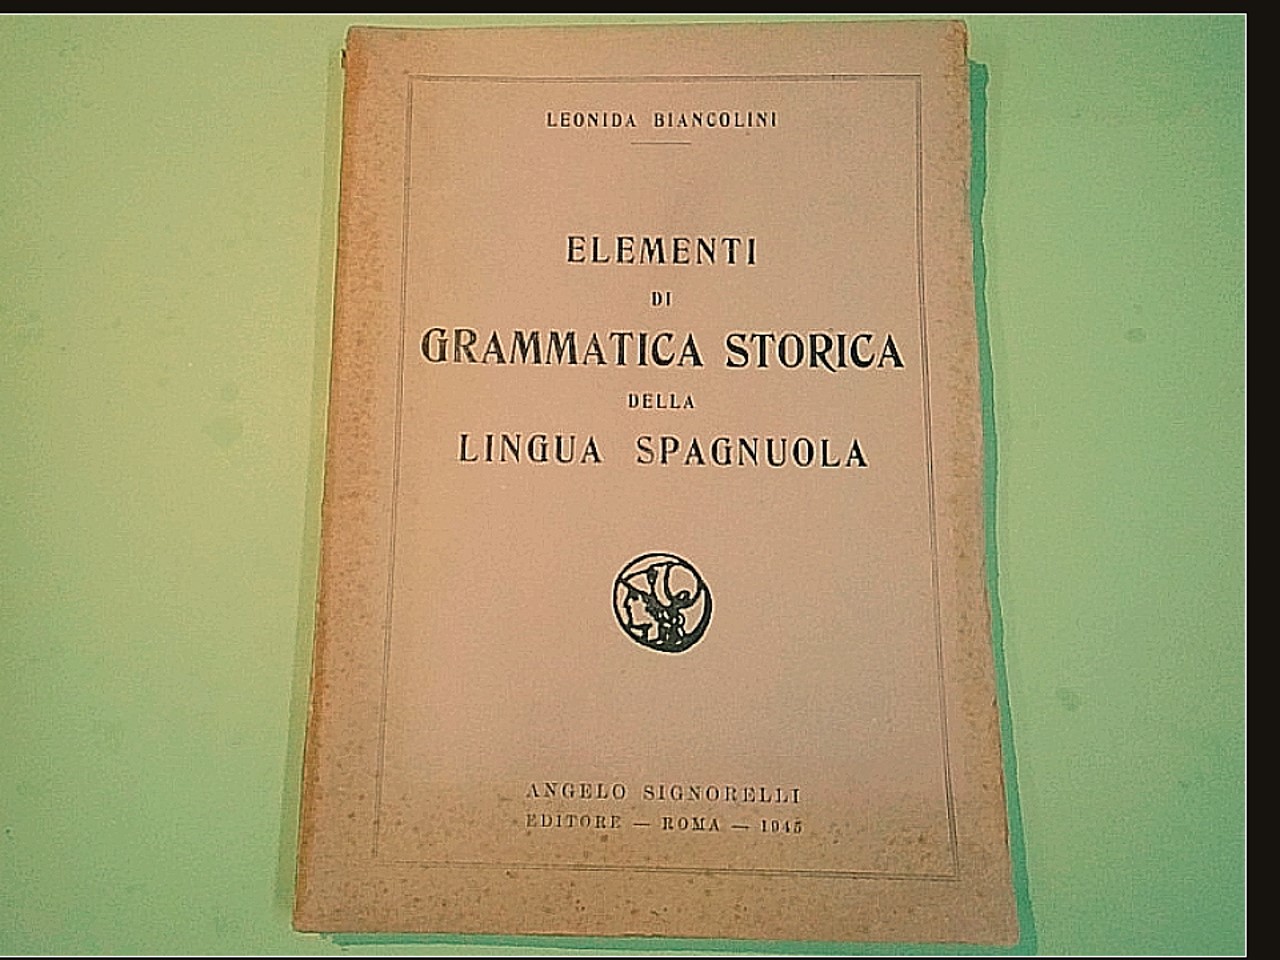 LEONIDA BIANCOLINI
ELEMENTI
DI
GRAMMATICA STORICA
DELLA
LINGUA SPAGNUOLA
ANGELO SIGNORELLI
EDITORE — ROMA — 1945